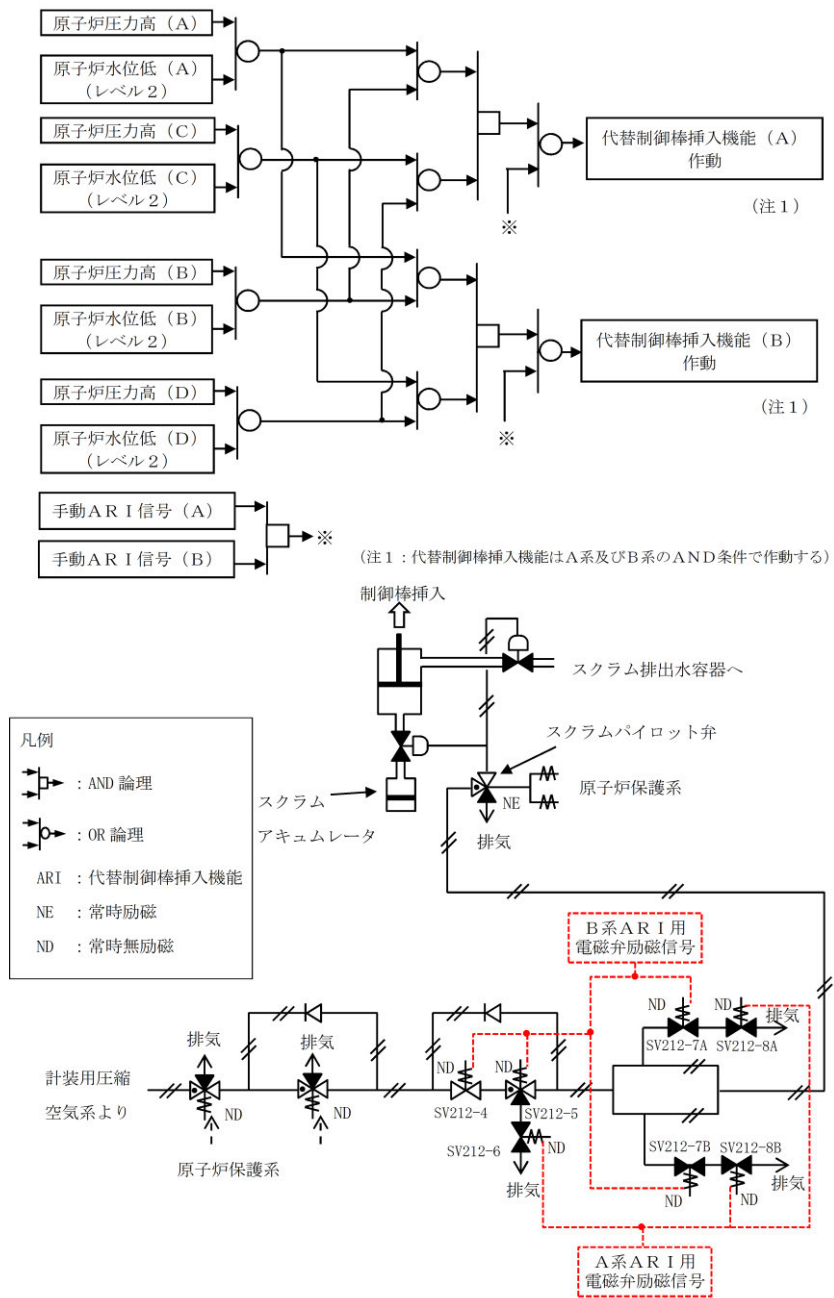 原子炉圧力高（A）
原子炉水位低（A）
（レベル２）
原子炉圧力高（C）
原子炉水位低（C）
（レベル２）
代替制御棒挿入機能（A）
作動
（注１）
※
原子炉圧力高（B）
原子炉水位低（B）
（レベル２）
代替制御棒挿入機能（B）
作動
（注１）
※
原子炉圧力高（D）
原子炉水位低（D）
（レベル２）
手動ARI信号（A）
手動ARI信号（B）
※
（注１：代替制御棒挿入機能はA系及びB系のAND条件で作動する）
制御棒挿入
スクラム排出水容器へ
スクラムパイロット弁
NE
原子炉保護系
排気
スクラム
アキュムレータ
凡例
：AND論理
：OR論理
ARI ：代替制御棒挿入機能
NE ：常時励磁
ND ：常時無励磁
B系ARI用
電磁弁励磁信号
ND
ND
排気
SV212-7A
SV212-8A
排気
排気
計装用圧縮
空気系より
ND
ND
原子炉保護系
ND
ND
SV212-4
SV212-5
SV212-6
ND
排気
SV212-7B
SV212-8B
ND
ND
排気
A系ARI用
電磁弁励磁信号